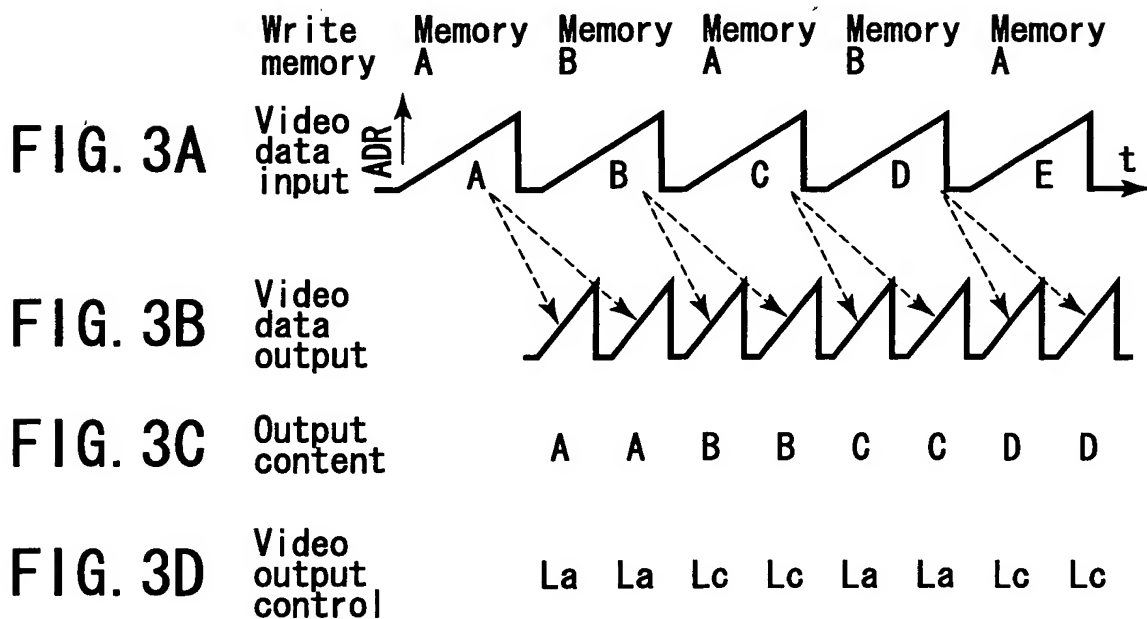 Write Memory Memory Memory Memory Memory
memory A B A B A
FIG. 3A Video data input ADR A B C D E t
FIG. 3B Video data output
FIG. 3C Output content A A B B C C D D
FIG. 3D Video output control La La Lc Lc La La Lc Lc